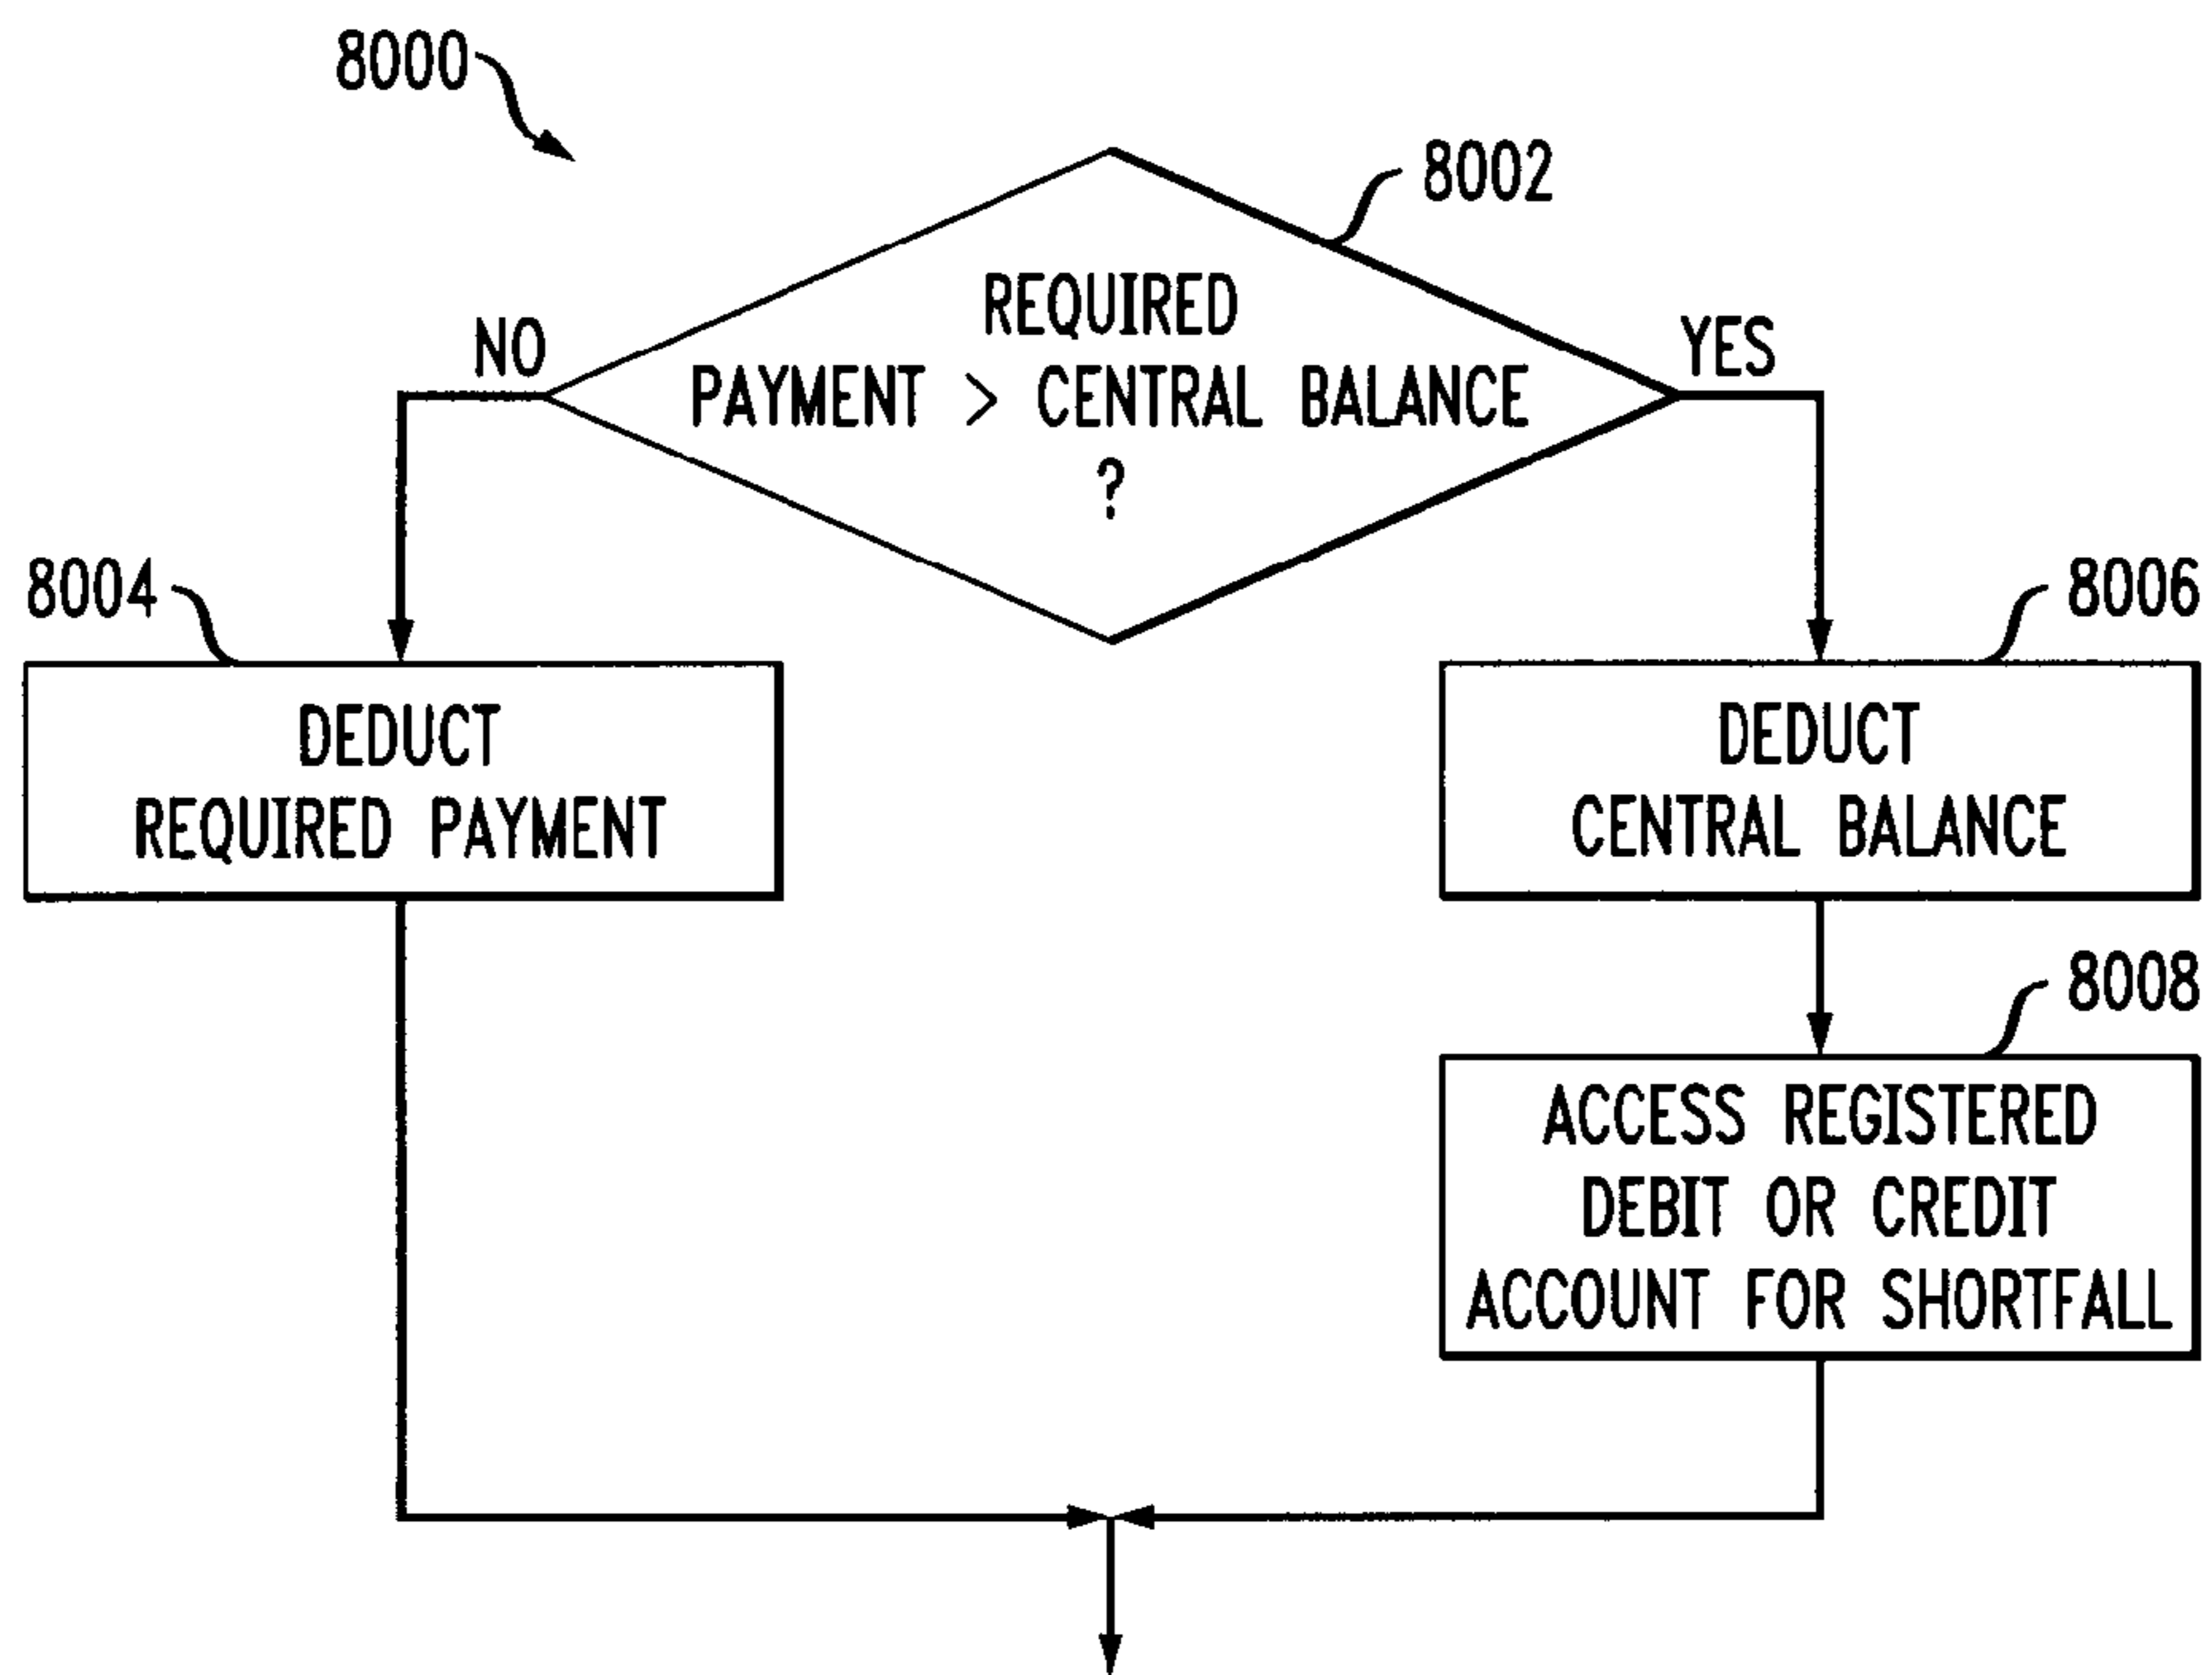 8000
8002
REQUIRED
PAYMENT > CENTRAL BALANCE
?
NO
YES
8004
DEDUCT
REQUIRED PAYMENT
8006
DEDUCT
CENTRAL BALANCE
8008
ACCESS REGISTERED
DEBIT OR CREDIT
ACCOUNT FOR SHORTFALL